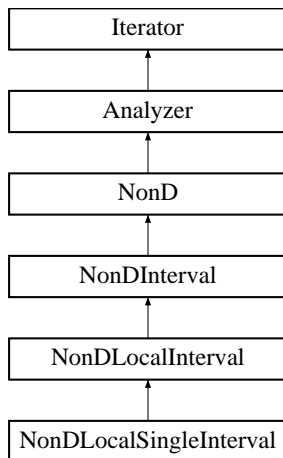 Iterator
Analyzer
NonD
NonDInterval
NonDLocalInterval
NonDLocalSingleInterval